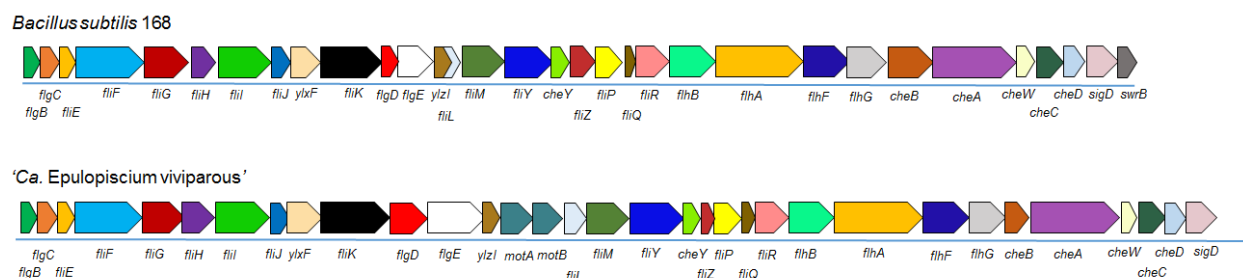 Bacillus subtilis 168
flgC fliF fliG fliH fliI fliJ ylxF fliK flgD flgE ylzI fliM fliY cheY fliP fliR flhB flhA flhF flhG cheB cheA cheW cheD sigD swrB
flgB fliE fliL fliZ fliQ cheC
'Ca. Epulopiscium viviparous'
flgC fliF fliG fliH fliI fliJ ylxF fliK flgD flgE ylzI motA motB fliM fliY cheY fliP fliR flhB flhA flhF flhG cheB cheA cheW cheD sigD
flgB fliE fliL fliZ fliQ cheC